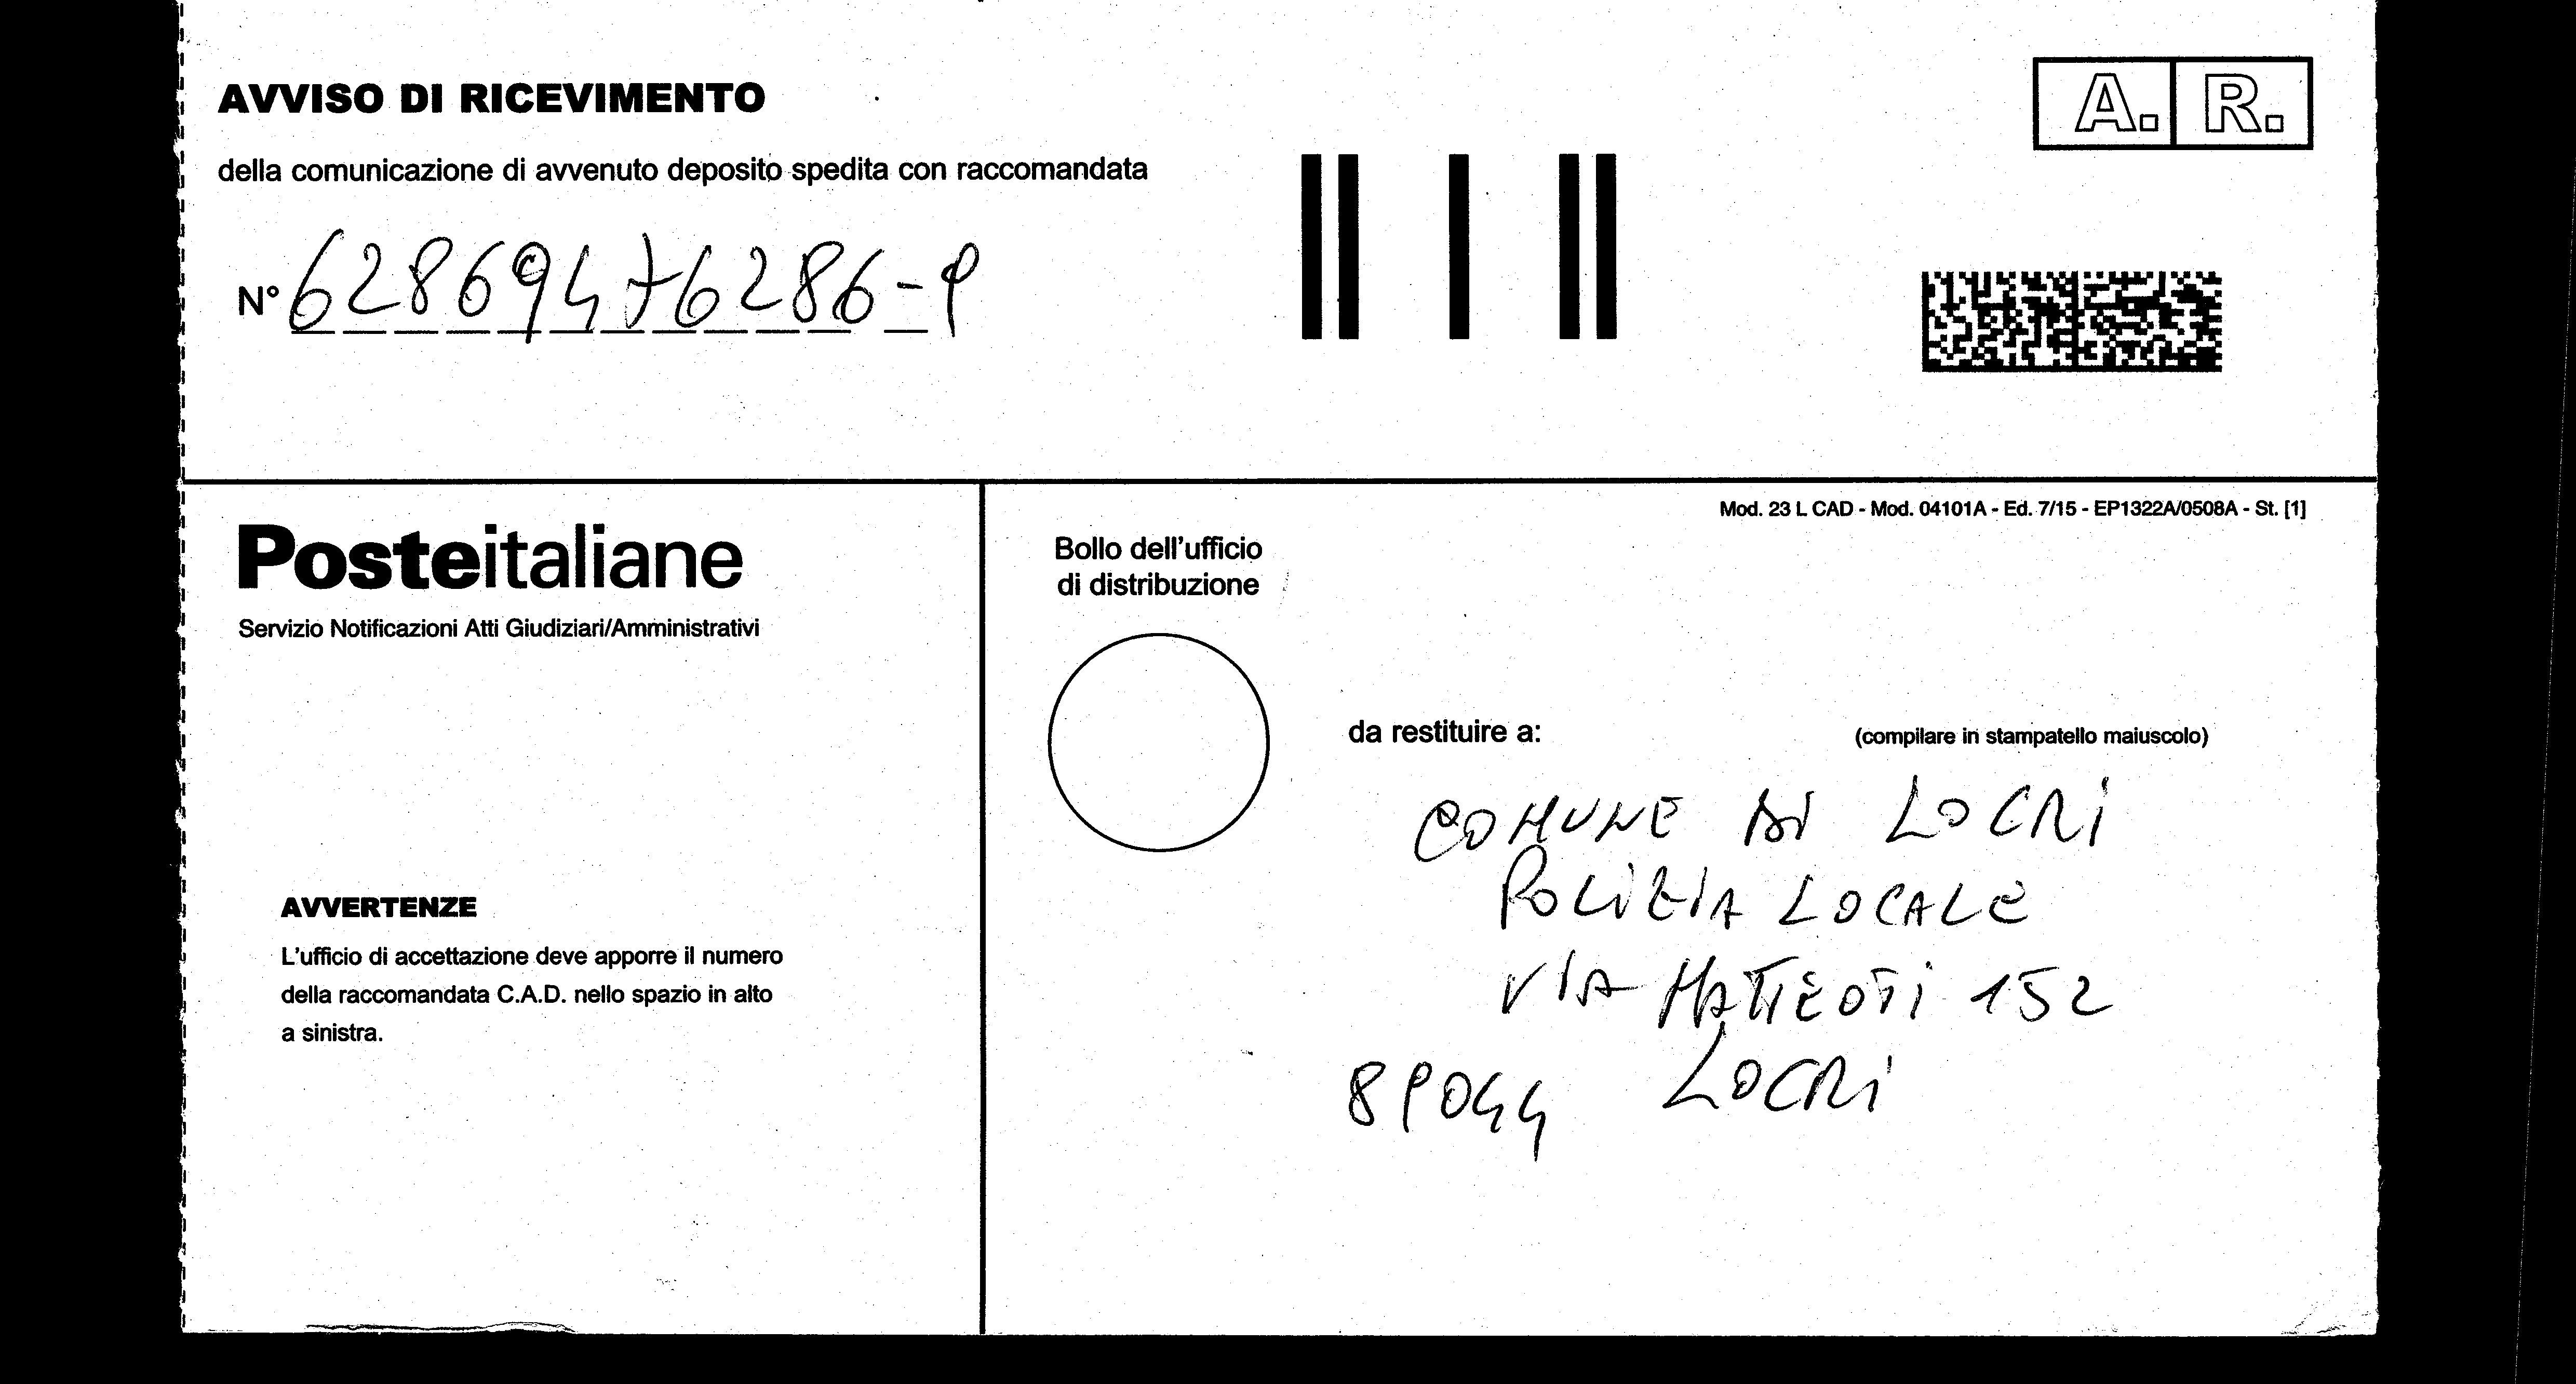 AVVISO DI RICEVIMENTO
A. R.
della comunicazione di avvenuto deposito spedita con raccomandata
N° 62869476286-9
Mod. 23 L CAD - Mod. 04101A - Ed. 7/15 - EP1322A/0508A - St. [1]
Posteitaliane
Servizio Notificazioni Atti Giudiziari/Amministrativi
AVVERTENZE
L'ufficio di accettazione deve apporre il numero
della raccomandata C.A.D. nello spazio in alto
a sinistra.
Bollo dell'ufficio
di distribuzione
da restituire a:
(compilare in stampatello maiuscolo)
COMUNE DI LOCRI
POLIZIA LOCALE
VIA MATTEOTI 152
89044 LOCRI